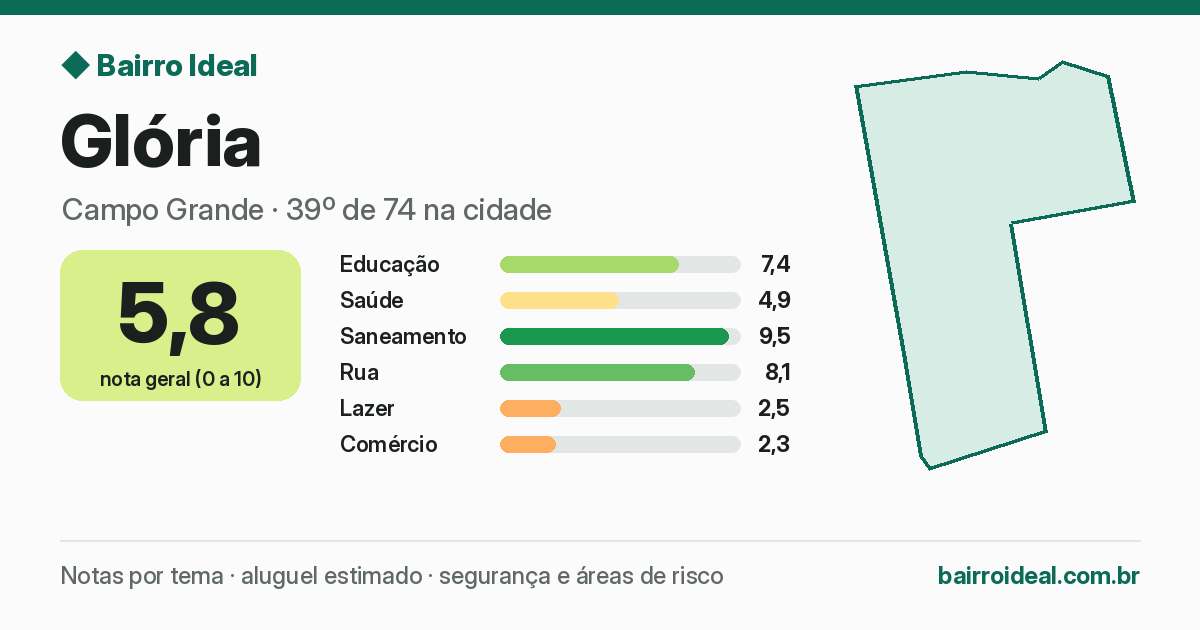 Bairro Ideal
Glória
Campo Grande · 39º de 74 na cidade
5,8
nota geral (0 a 10)
Educação 7,4
Saúde 4,9
Saneamento 9,5
Rua 8,1
Lazer 2,5
Comércio 2,3
Notas por tema · aluguel estimado · segurança e áreas de risco
bairroideal.com.br